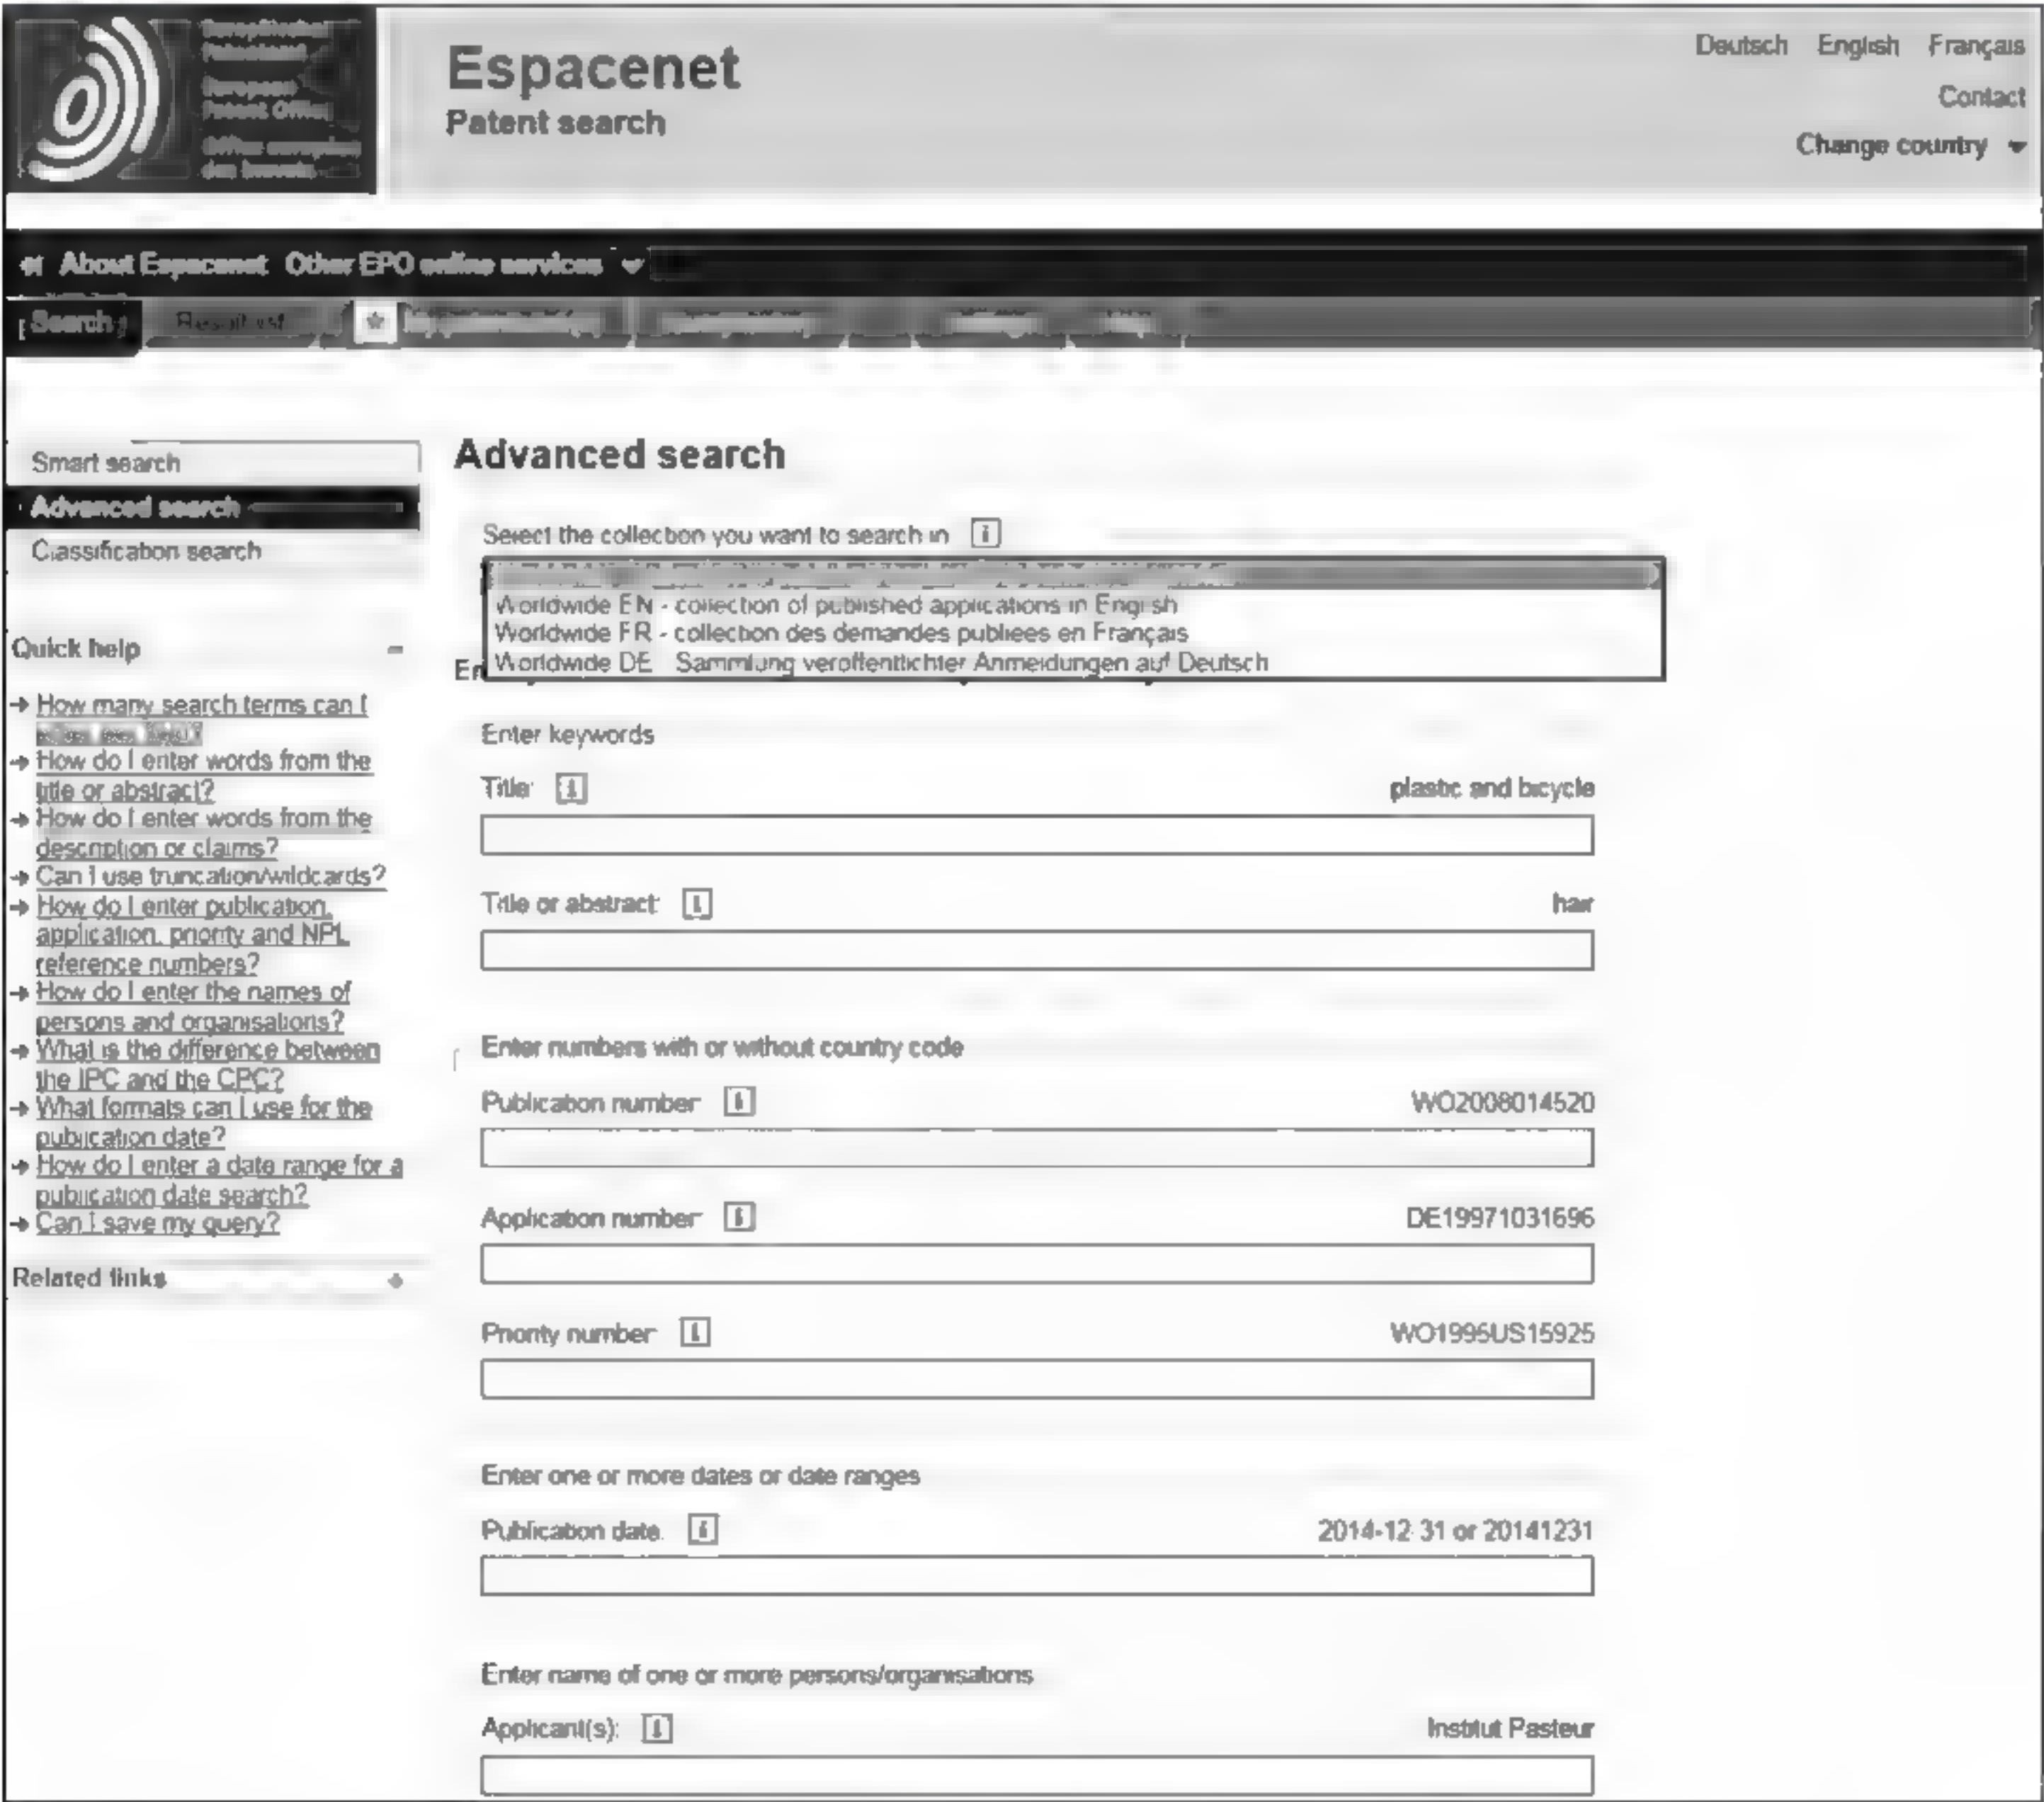 Espacenet
Patent search
Deutsch English Français
Contact
Change country
About Espacenet Other EPO online services
Search
Result list
Smart search
Advanced search
Classification search
Quick help
How many search terms can I
How do I enter words from the
title or abstract?
How do I enter words from the
description or claims?
Can I use truncation/wildcards?
How do I enter publication,
application, priority and NPL
reference numbers?
How do I enter the names of
persons and organisations?
What is the difference between
the IPC and the CPC?
What formats can I use for the
publication date?
How do I enter a date range for a
publication date search?
Can I save my query?
Related links
Advanced search
Select the collection you want to search in
Worldwide EN - collection of published applications in English
Worldwide FR - collection des demandes publiees en Français
Worldwide DE Sammlung veroffentlichter Anmeldungen auf Deutsch
Enter keywords
Title: plastic and bicycle
Title or abstract: hair
Enter numbers with or without country code
Publication number WO2008014520
Application number DE19971031696
Priority number WO1995US15925
Enter one or more dates or date ranges
Publication date 2014-12 31 or 20141231
Enter name of one or more persons/organisations
Applicant(s): Institut Pasteur